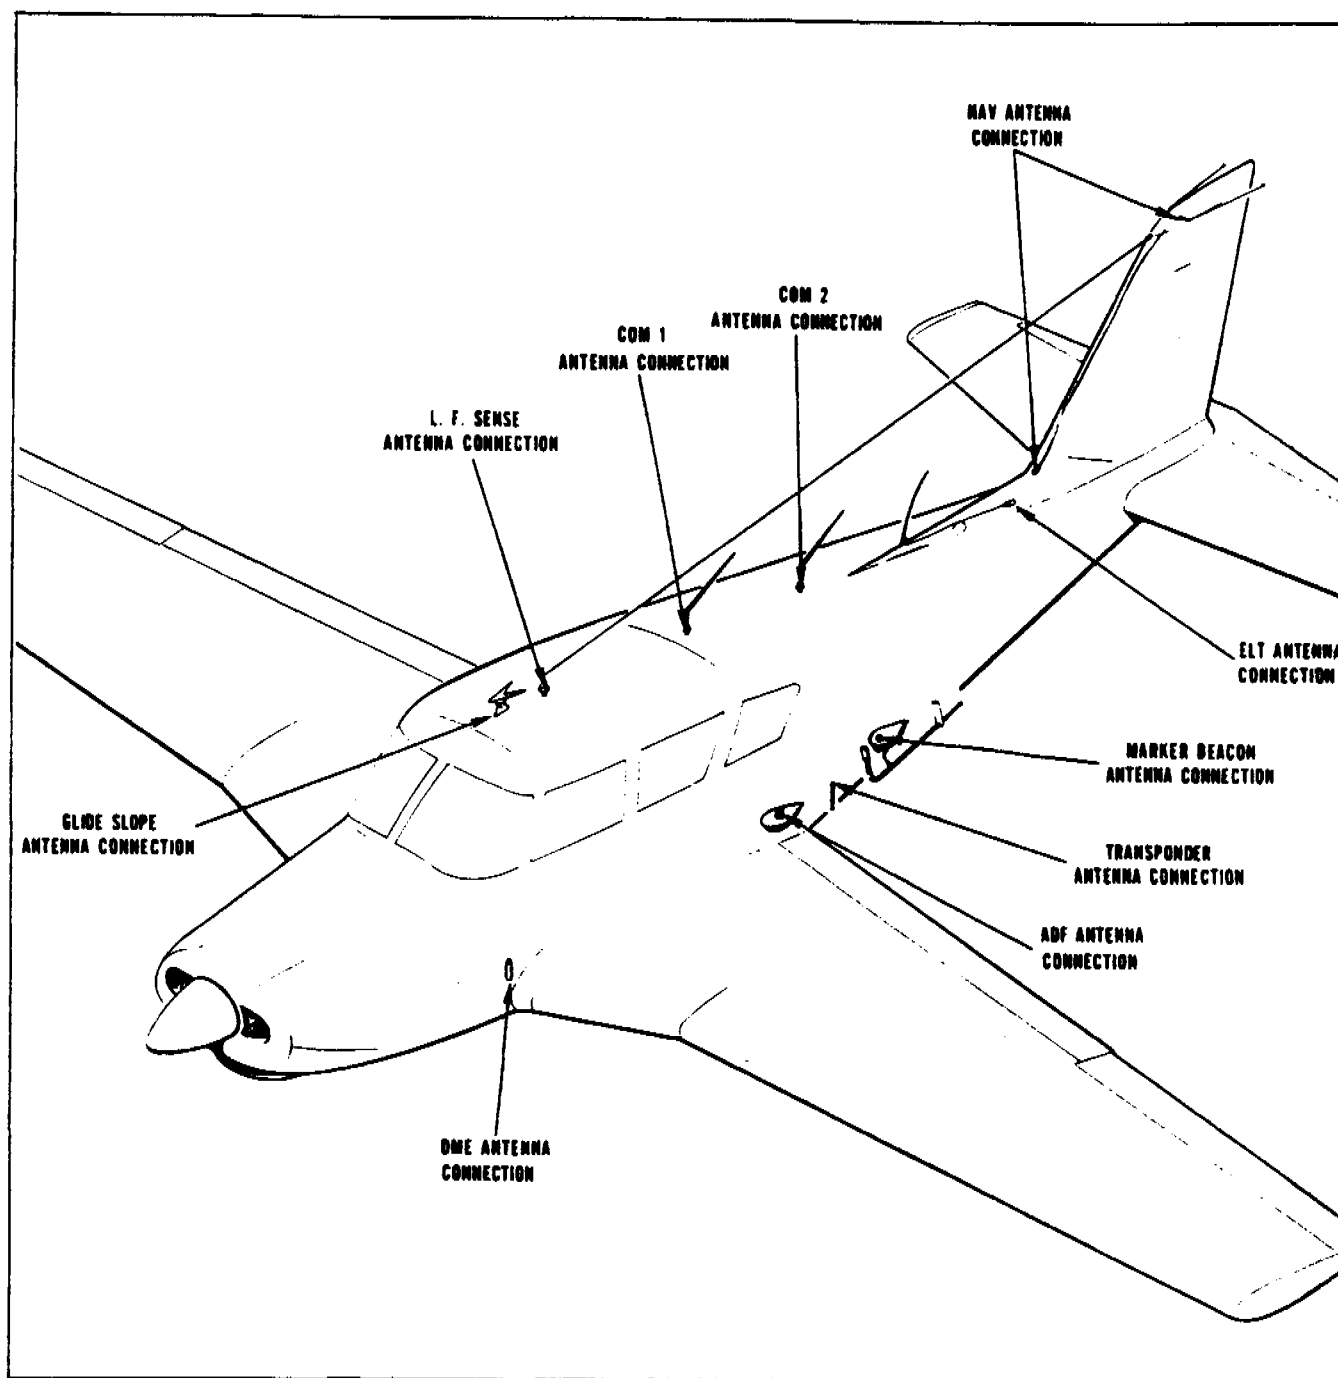 NAV ANTENNA
CONNECTION
COM 2
ANTENNA CONNECTION
COM 1
ANTENNA CONNECTION
L. F. SENSE
ANTENNA CONNECTION
ELT ANTENNA
CONNECTION
MARKER BEACON
ANTENNA CONNECTION
GLIDE SLOPE
ANTENNA CONNECTION
TRANSPONDER
ANTENNA CONNECTION
ADF ANTENNA
CONNECTION
DME ANTENNA
CONNECTION